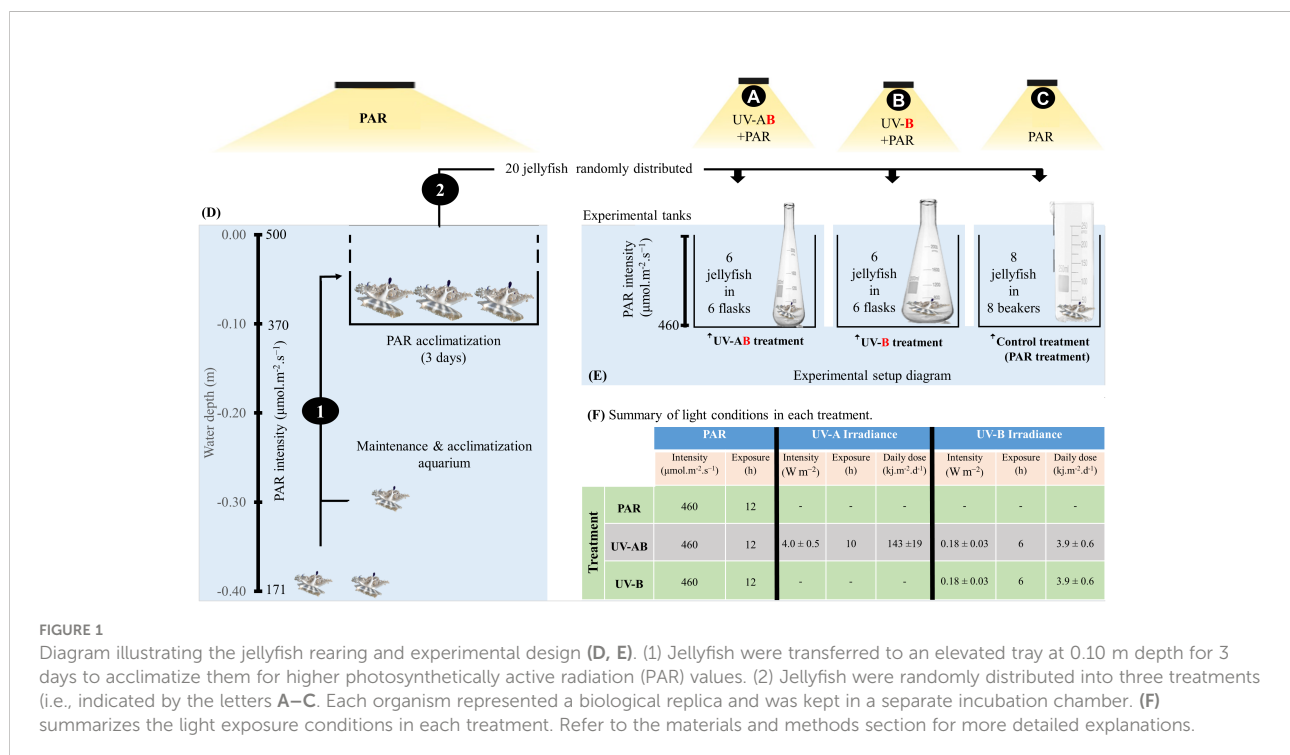 PAR
A
UV-AB
+PAR
B
UV-B
+PAR
C
PAR
2
20 jellyfish randomly distributed
(D)
0.00
500
-0.10
370
-0.20
-0.30
-0.40
171
Water depth (m)
PAR intensity (µmol.m⁻².s⁻¹)
1
PAR acclimatization
(3 days)
Maintenance & acclimatization
aquarium
Experimental tanks
PAR intensity
(µmol.m⁻².s⁻¹)
460
6
jellyfish
in
6 flasks
↑UV-AB treatment
6
jellyfish
in
6 flasks
↑UV-B treatment
8
jellyfish
in
8 beakers
↑Control treatment
(PAR treatment)
(E)
Experimental setup diagram
(F) Summary of light conditions in each treatment.
PAR UV-A Irradiance UV-B Irradiance
Intensity Exposure Intensity Exposure Daily dose Intensity Exposure Daily dose
(µmol.m⁻².s⁻¹) (h) (W m⁻²) (h) (kj.m⁻².d⁻¹) (W m⁻²) (h) (kj.m⁻².d⁻¹)
Treatment
PAR 460 12 - - - - - -
UV-AB 460 12 4.0 ± 0.5 10 143 ±19 0.18 ± 0.03 6 3.9 ± 0.6
UV-B 460 12 - - - 0.18 ± 0.03 6 3.9 ± 0.6
FIGURE 1
Diagram illustrating the jellyfish rearing and experimental design (D, E). (1) Jellyfish were transferred to an elevated tray at 0.10 m depth for 3
days to acclimatize them for higher photosynthetically active radiation (PAR) values. (2) Jellyfish were randomly distributed into three treatments
(i.e., indicated by the letters A–C. Each organism represented a biological replica and was kept in a separate incubation chamber. (F)
summarizes the light exposure conditions in each treatment. Refer to the materials and methods section for more detailed explanations.